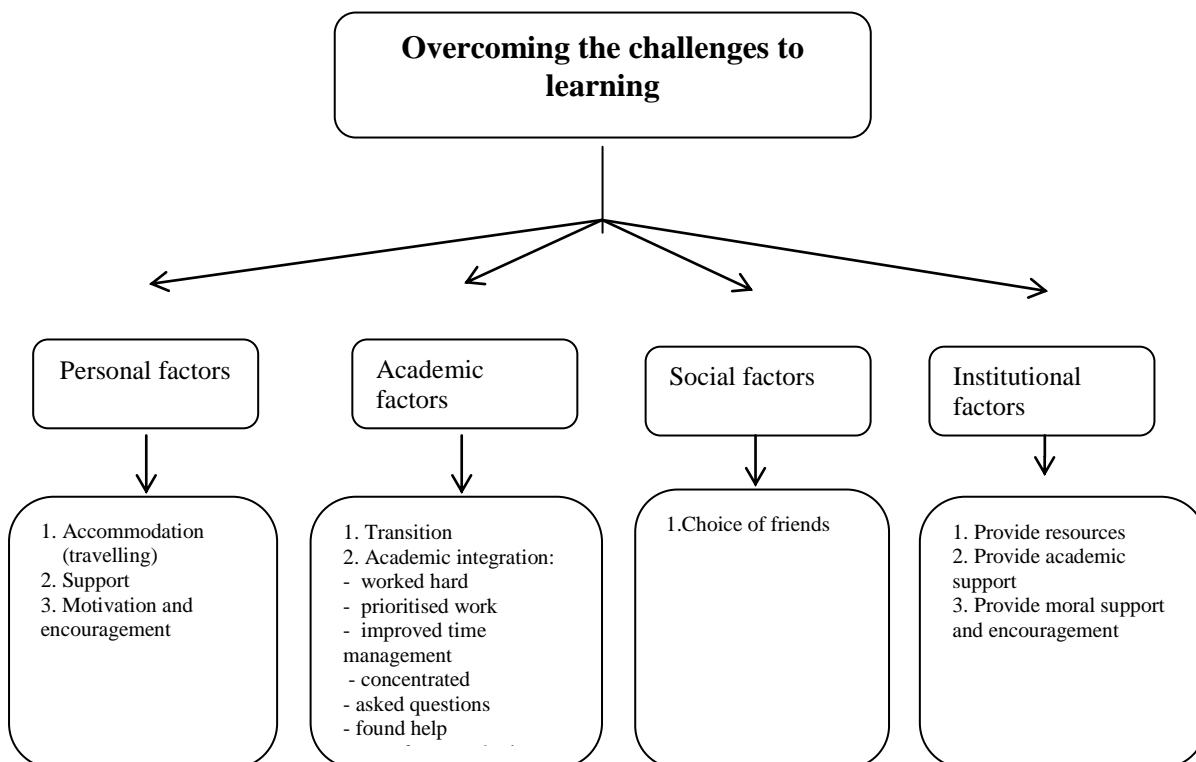 Overcoming the challenges to
learning
Personal factors
Academic
factors
Social factors
Institutional
factors
1. Accommodation
(travelling)
2. Support
3. Motivation and
encouragement
1. Transition
2. Academic integration:
- worked hard
- prioritised work
- improved time
management
- concentrated
- asked questions
- found help
1.Choice of friends
1. Provide resources
2. Provide academic
support
3. Provide moral support
and encouragement